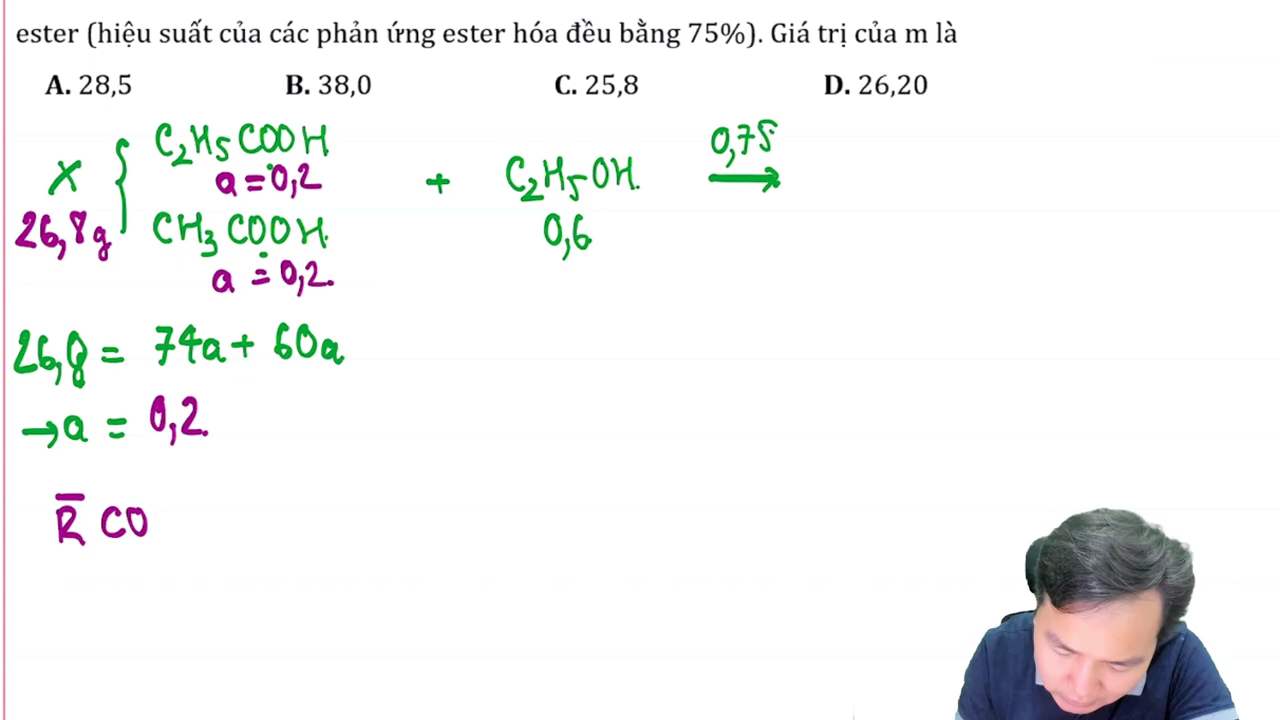 ester (hiệu suất của các phản ứng ester hóa đều bằng 75%). Giá trị của m là
A. 28,5 B. 38,0 C. 25,8 D. 26,20
X { C2H5COOH + C2H5OH. 0,75 →
a = 0,2 0,6
26,8g CH3COOH.
a = 0,2.
26,8 = 74a + 60a
→ a = 0,2.
R̅ CO